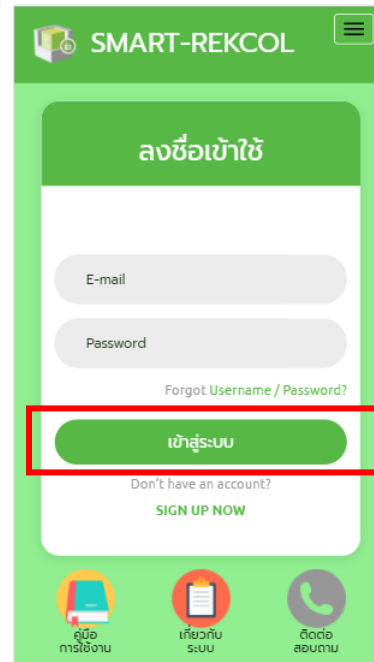 SMART-REKCOL
ลงชื่อเข้าใช้
E-mail
Password
Forgot Username / Password?
เข้าสู่ระบบ
Don't have an account?
SIGN UP NOW
คู่มือ
การใช้งาน
เกี่ยวกับ
ระบบ
ติดต่อ
สอบถาม